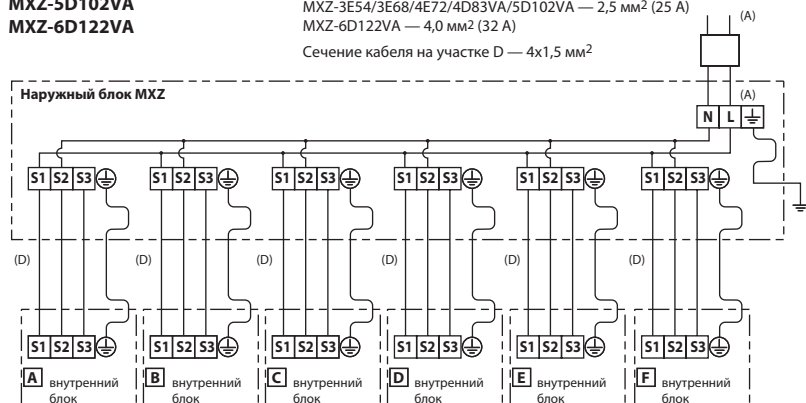 MXZ-5D102VA
MXZ-6D122VA
MXZ-3E54/3E68/4E72/4D83VA/5D102VA — 2,5 мм2 (25 А)
MXZ-6D122VA — 4,0 мм2 (32 А)
Сечение кабеля на участке D — 4x1,5 мм2
(A)
Наружный блок MXZ
(A)
N L
S1 S2 S3 S1 S2 S3 S1 S2 S3 S1 S2 S3 S1 S2 S3 S1 S2 S3
(D) (D) (D) (D) (D) (D)
S1 S2 S3 S1 S2 S3 S1 S2 S3 S1 S2 S3 S1 S2 S3 S1 S2 S3
A внутренний блок
B внутренний блок
C внутренний блок
D внутренний блок
E внутренний блок
F внутренний блок